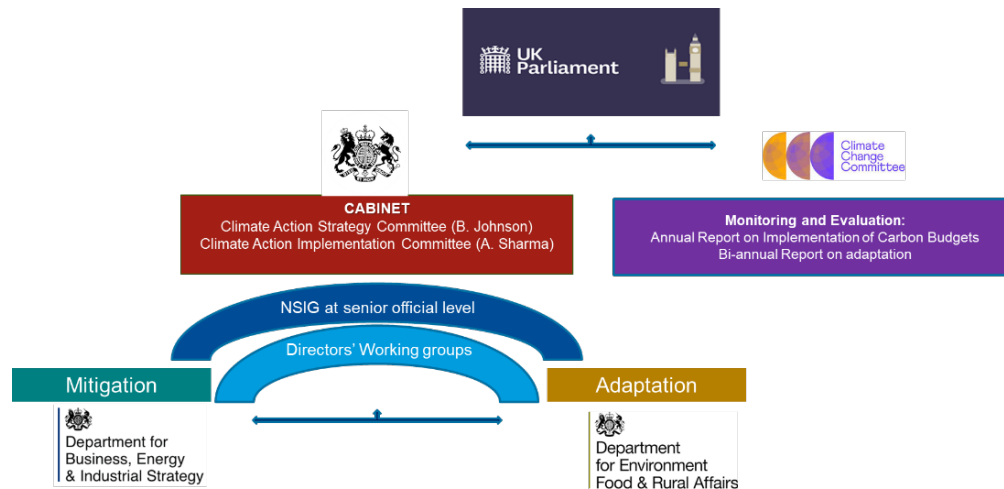 UK
Parliament
Climate
Change
Committee
CABINET
Climate Action Strategy Committee (B. Johnson)
Climate Action Implementation Committee (A. Sharma)
Monitoring and Evaluation:
Annual Report on Implementation of Carbon Budgets
Bi-annual Report on adaptation
NSIG at senior official level
Directors' Working groups
Mitigation
Adaptation
Department for
Business, Energy
& Industrial Strategy
Department
for Environment
Food & Rural Affairs